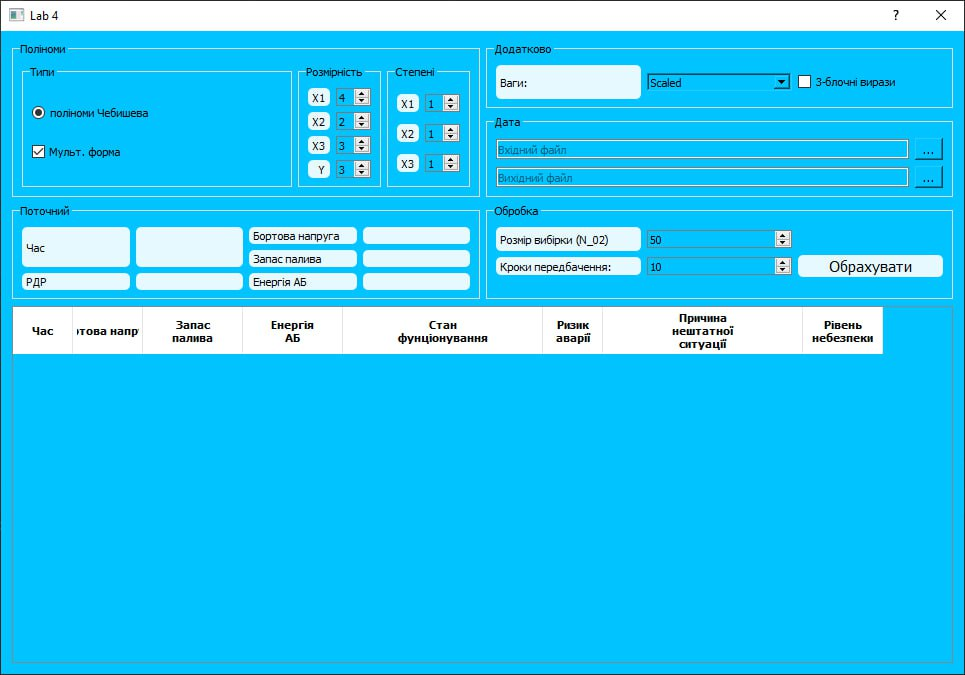 Lab 4
?
Поліноми
Типи
поліноми Чебишева
Мульт. форма
Розмірність
X1 4
X2 2
X3 3
Y 3
Степені
X1 1
X2 1
X3 1
Додатково
Ваги:
Scaled
3-блочні вирази
Дата
Вхідний файл
...
Вихідний файл
...
Поточний
Час
Бортова напруга
Запас палива
РДР
Енергія АБ
Обробка
Розмір вибірки (N_02)
50
Кроки передбачення:
10
Обрахувати
Час
ртова напру
Запас
палива
Енергія
АБ
Стан
фунціонування
Ризик
аварії
Причина
нештатної
ситуації
Рівень
небезпеки